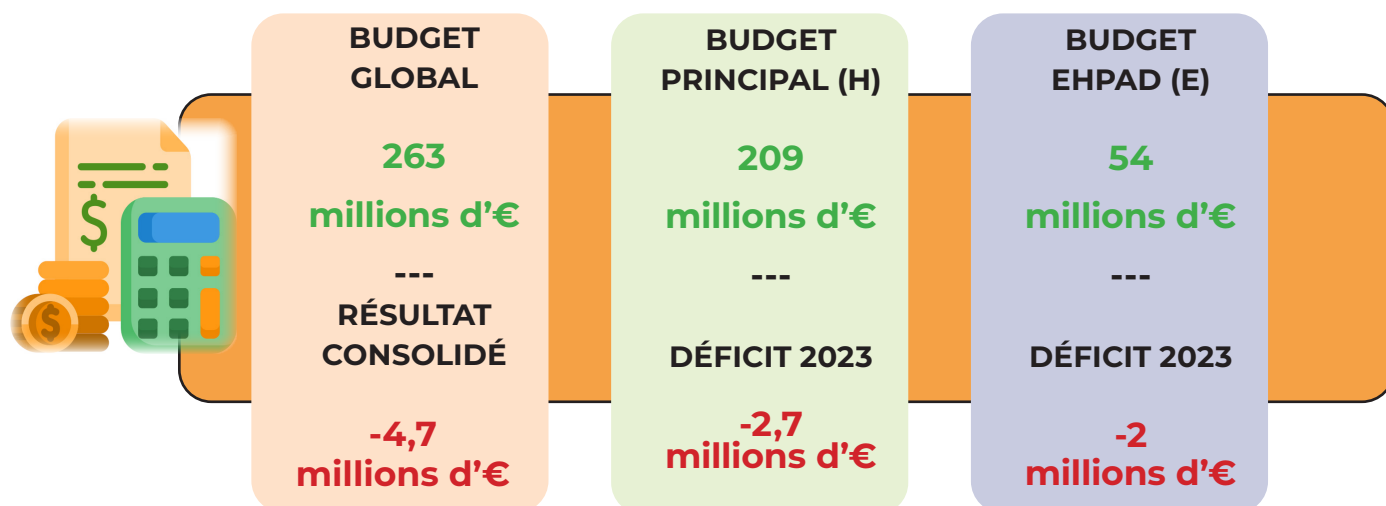 BUDGET
GLOBAL
263
millions d’€
---
RÉSULTAT
CONSOLIDÉ
-4,7
millions d’€
BUDGET
PRINCIPAL (H)
209
millions d’€
---
DÉFICIT 2023
-2,7
millions d’€
BUDGET
EHPAD (E)
54
millions d’€
---
DÉFICIT 2023
-2
millions d’€
$
$